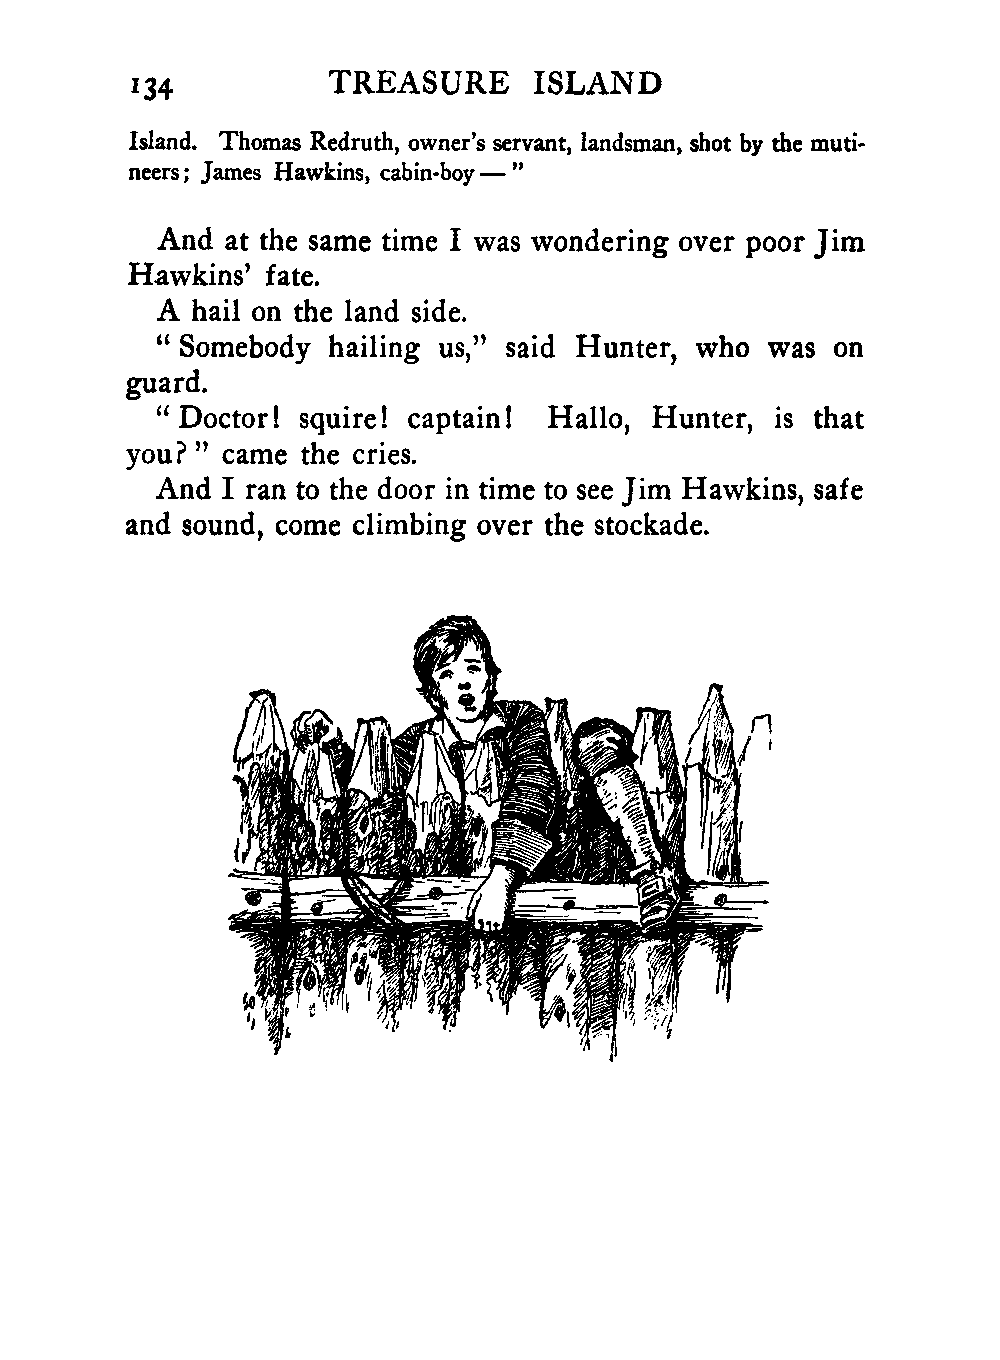 134 TREASURE ISLAND
Island. Thomas Redruth, owner's servant, landsman, shot by the muti-
neers; James Hawkins, cabin-boy — "
And at the same time I was wondering over poor Jim
Hawkins' fate.
A hail on the land side.
" Somebody hailing us," said Hunter, who was on
guard.
" Doctor! squire! captain! Hallo, Hunter, is that
you? " came the cries.
And I ran to the door in time to see Jim Hawkins, safe
and sound, come climbing over the stockade.